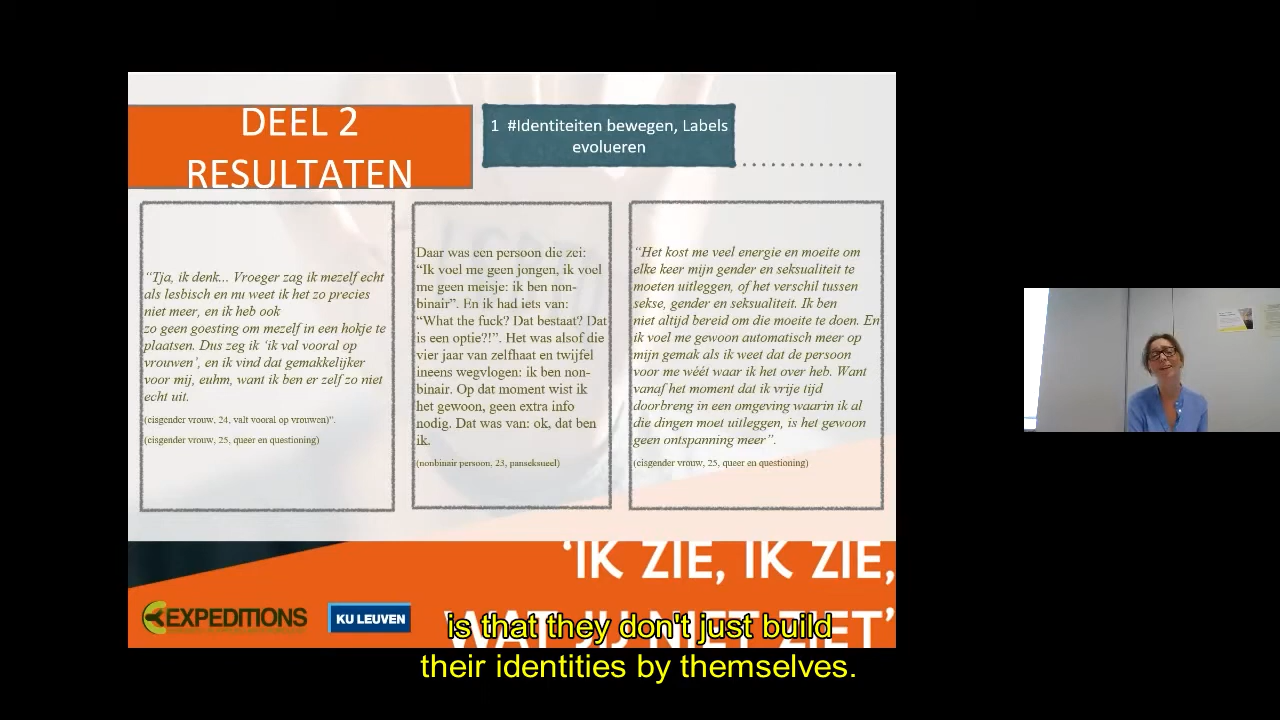 DEEL 2
RESULTATEN
1 #Identiteiten bewegen, Labels
evolueren
“Tja, ik denk... Vroeger zag ik mezelf echt
als lesbisch en nu weet ik het zo precies
niet meer, en ik heb ook
zo geen goesting om mezelf in een hokje te
plaatsen. Dus zeg ik ‘ik val vooral op
vrouwen’, en ik vind dat gemakkelijker
voor mij, euhm, want ik ben er zelf zo niet
echt uit.
(cisgender vrouw, 24, valt vooral op vrouwen)”.
(cisgender vrouw, 25, queer en questioning)
Daar was een persoon die zei:
“Ik voel me geen jongen, ik voel
me geen meisje: ik ben non-
binair”. En ik had iets van:
“What the fuck? Dat bestaat? Dat
is een optie?!”. Het was alsof die
vier jaar van zelfhaat en twijfel
ineens wegvlogen: ik ben non-
binair. Op dat moment wist ik
het gewoon, geen extra info
nodig. Dat was van: ok, dat ben
ik.
(nonbinair persoon, 23, panseksueel)
“Het kost me veel energie en moeite om
elke keer mijn gender en seksualiteit te
moeten uitleggen, of het verschil tussen
sekse, gender en seksualiteit. Ik ben
niet altijd bereid om die moeite te doen. En
ik voel me gewoon automatisch meer op
mijn gemak als ik weet dat de persoon
voor me wéét waar ik het over heb. Want
vanaf het moment dat ik vrije tijd
doorbreng in een omgeving waarin ik al
die dingen moet uitleggen, is het gewoon
geen ontspanning meer”.
(cisgender vrouw, 25, queer en questioning)
‘IK ZIE, IK ZIE,
WAT JIJ NIET ZIET’
EXPEDITIONS
KU LEUVEN
is that they don't just build
their identities by themselves.